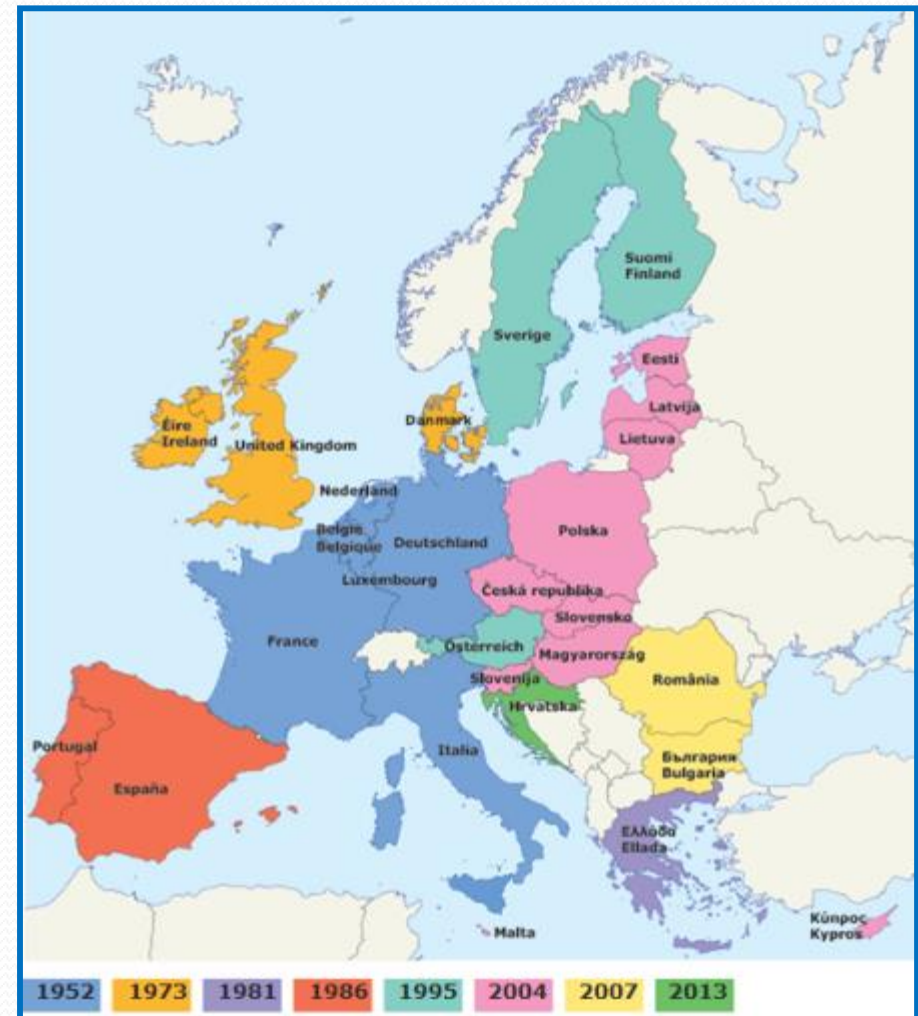 Suomi
Finland
Sverige
Eesti
Latvija
Lietuva
Danmark
Éire
Ireland
United Kingdom
Nederland
België
Belgique
Deutschland
Polska
Luxembourg
Česká republika
Slovensko
France
Österreich
Magyarország
Slovenija
România
Hrvatska
Portugal
España
Italia
България
Bulgaria
Ελλάδα
Ellada
Malta
Κύπρος
Kypros
1952 1973 1981 1986 1995 2004 2007 2013